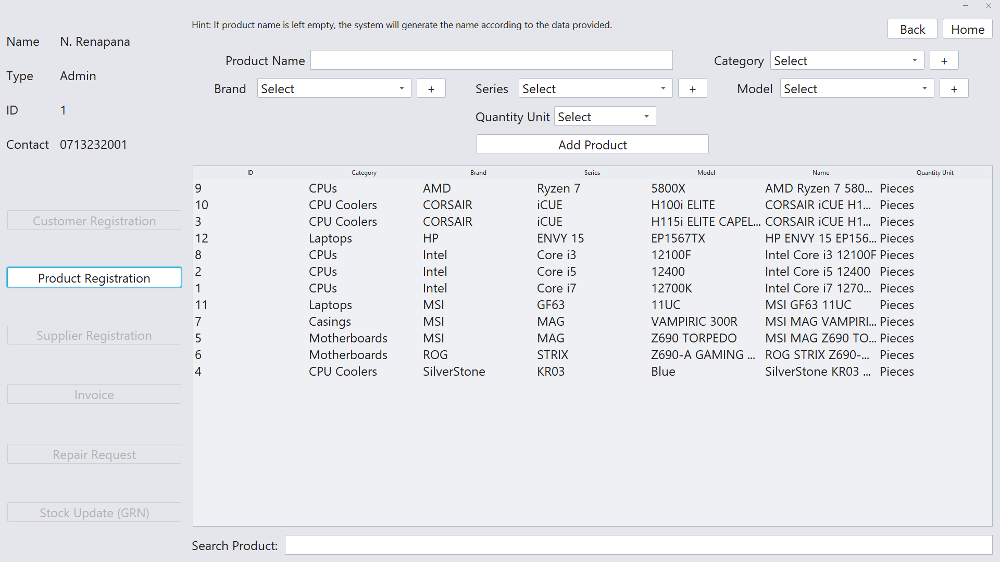 Hint: If product name is left empty, the system will generate the name according to the data provided.
Back Home
Name N. Renapana
Type Admin
ID 1
Contact 0713232001
Customer Registration
Product Registration
Supplier Registration
Invoice
Repair Request
Stock Update (GRN)
Product Name Category Select +
Brand Select + Series Select + Model Select +
Quantity Unit Select
Add Product
ID Category Brand Series Model Name Quantity Unit
9 CPUs AMD Ryzen 7 5800X AMD Ryzen 7 580... Pieces
10 CPU Coolers CORSAIR iCUE H100i ELITE CORSAIR iCUE H1... Pieces
3 CPU Coolers CORSAIR iCUE H115i ELITE CAPEL... CORSAIR iCUE H1... Pieces
12 Laptops HP ENVY 15 EP1567TX HP ENVY 15 EP156... Pieces
8 CPUs Intel Core i3 12100F Intel Core i3 12100F Pieces
2 CPUs Intel Core i5 12400 Intel Core i5 12400 Pieces
1 CPUs Intel Core i7 12700K Intel Core i7 1270... Pieces
11 Laptops MSI GF63 11UC MSI GF63 11UC Pieces
7 Casings MSI MAG VAMPIRIC 300R MSI MAG VAMPIRI... Pieces
5 Motherboards MSI MAG Z690 TORPEDO MSI MAG Z690 TO... Pieces
6 Motherboards ROG STRIX Z690-A GAMING ... ROG STRIX Z690-... Pieces
4 CPU Coolers SilverStone KR03 Blue SilverStone KR03 ... Pieces
Search Product: